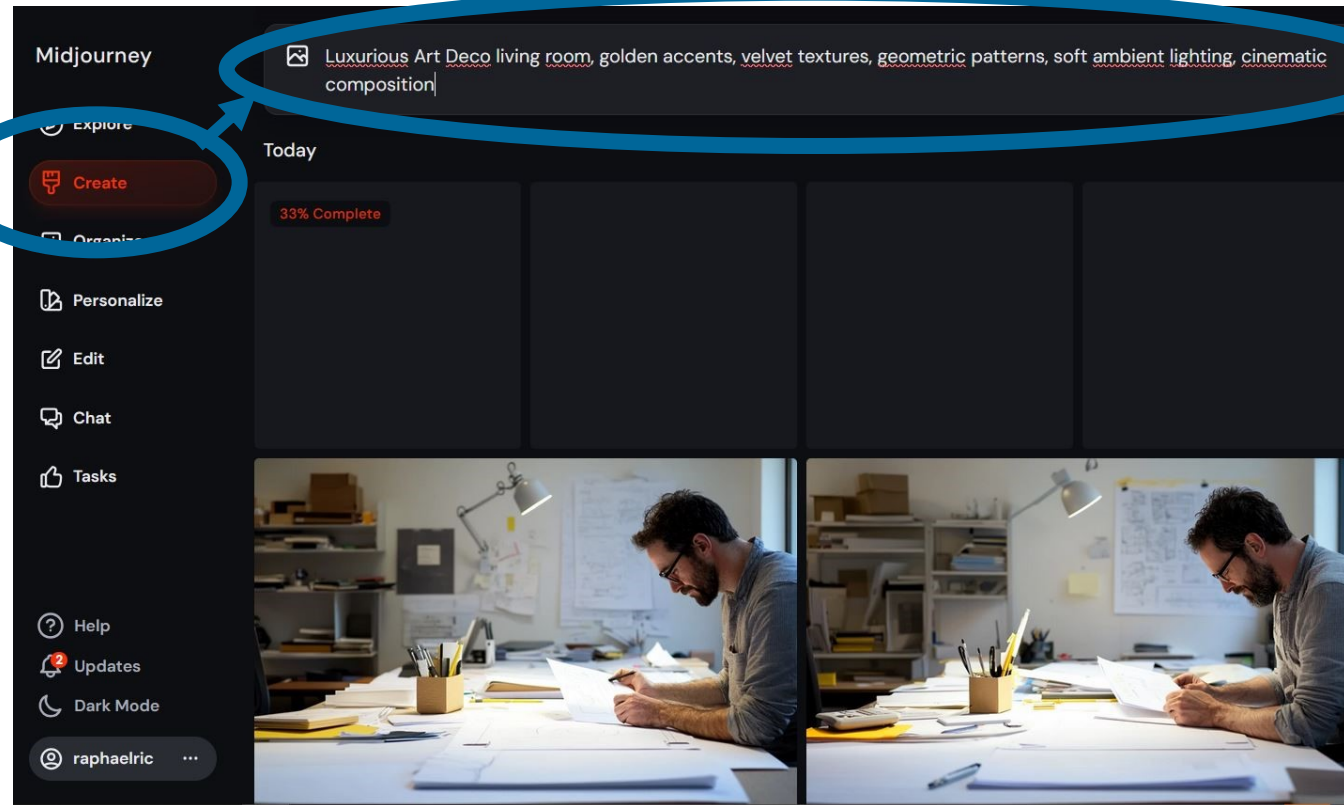 Midjourney
Luxurious Art Deco living room, golden accents, velvet textures, geometric patterns, soft ambient lighting, cinematic
composition
Explore
Create
Organize
Personalize
Edit
Chat
Tasks
Help
2
Updates
Dark Mode
raphaelric ...
Today
33% Complete